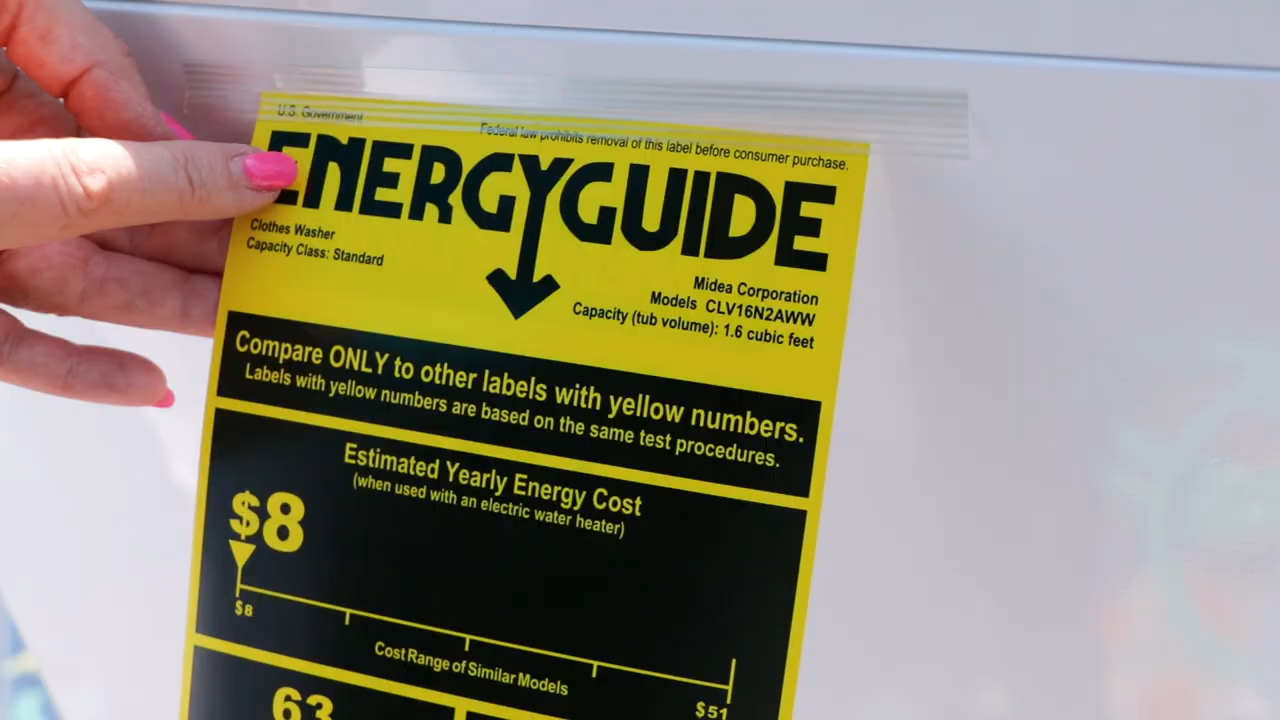 U.S. Government
Federal law prohibits removal of this label before consumer purchase.
ENERGYGUIDE
Clothes Washer
Capacity Class: Standard
Midea Corporation
Models CLV16N2AWW
Capacity (tub volume): 1.6 cubic feet
Compare ONLY to other labels with yellow numbers.
Labels with yellow numbers are based on the same test procedures.
Estimated Yearly Energy Cost
(when used with an electric water heater)
$8
$8
Cost Range of Similar Models
$51
63